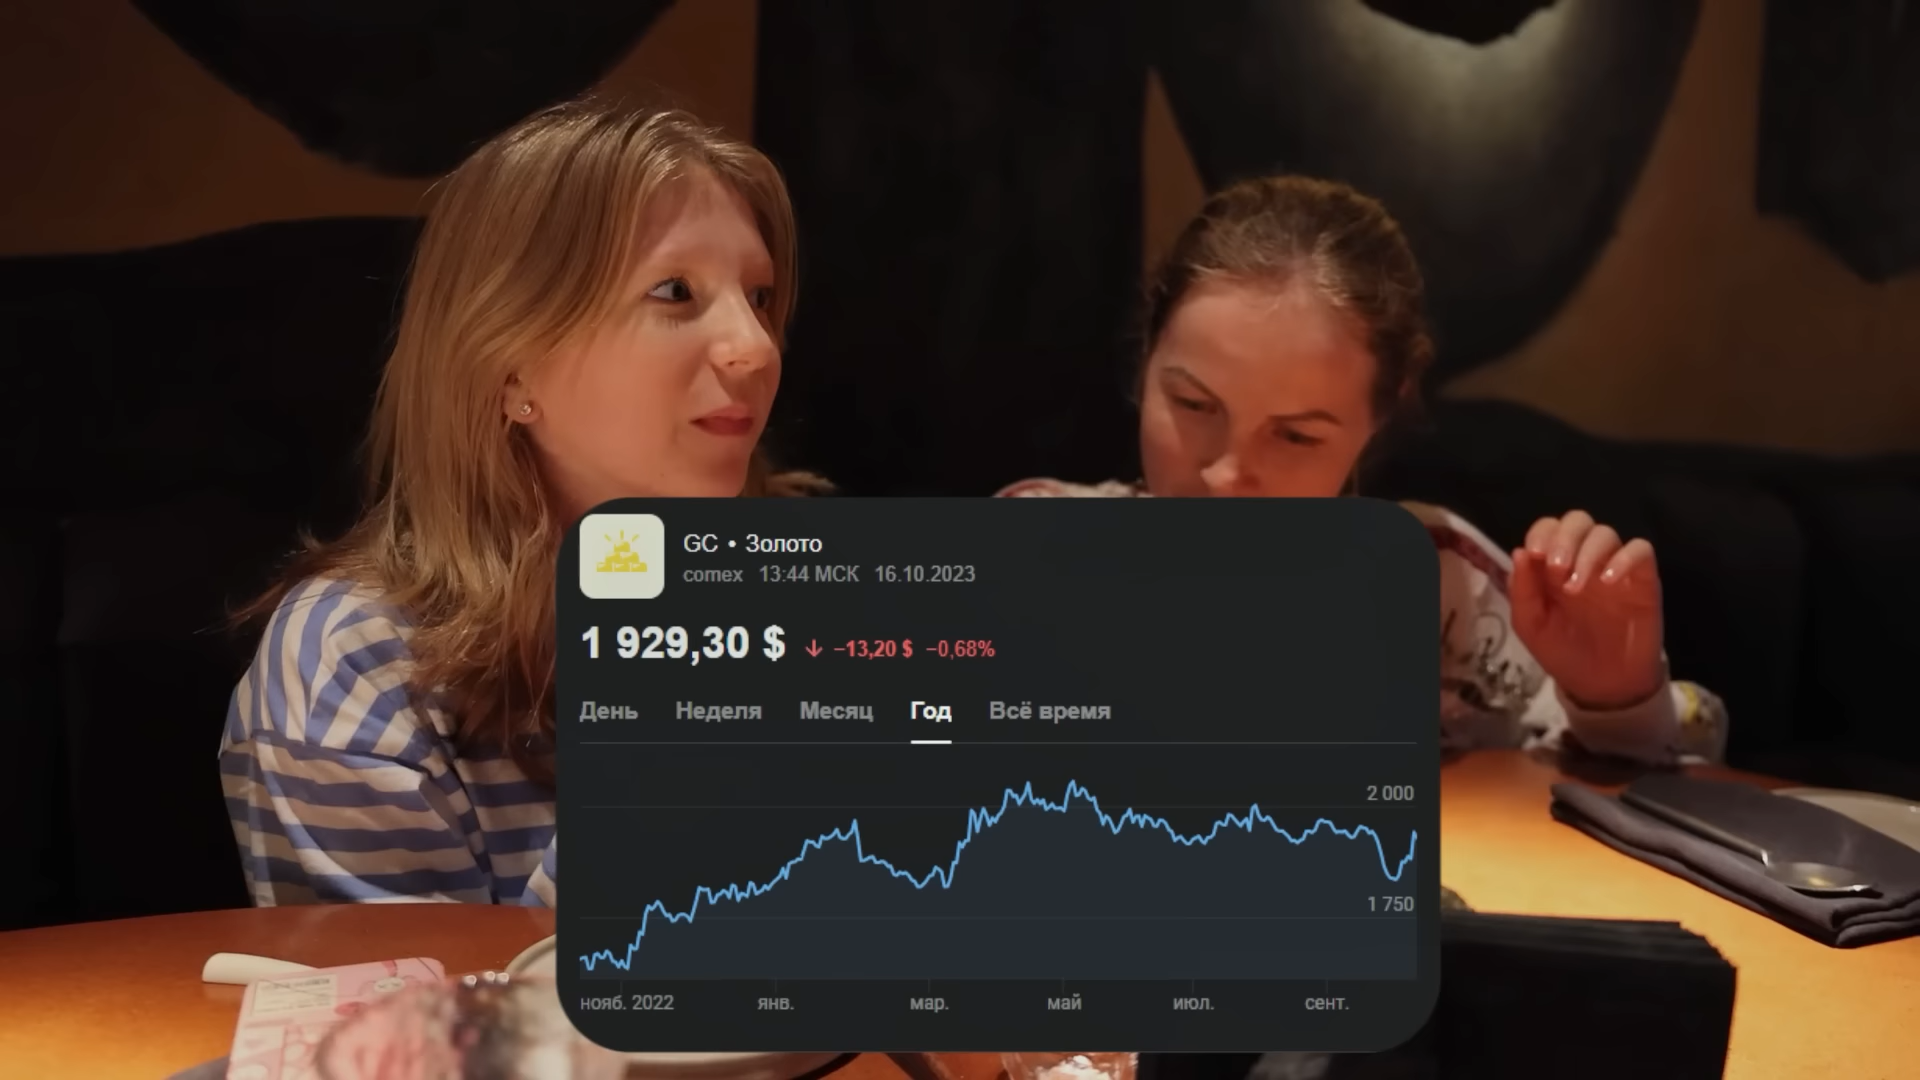 GC • Золото
comex 13:44 МСК 16.10.2023
1 929,30 $ ↓ −13,20 $ −0,68%
День Неделя Месяц Год Всё время
2 000
1 750
нояб. 2022 янв. мар. май июл. сент.